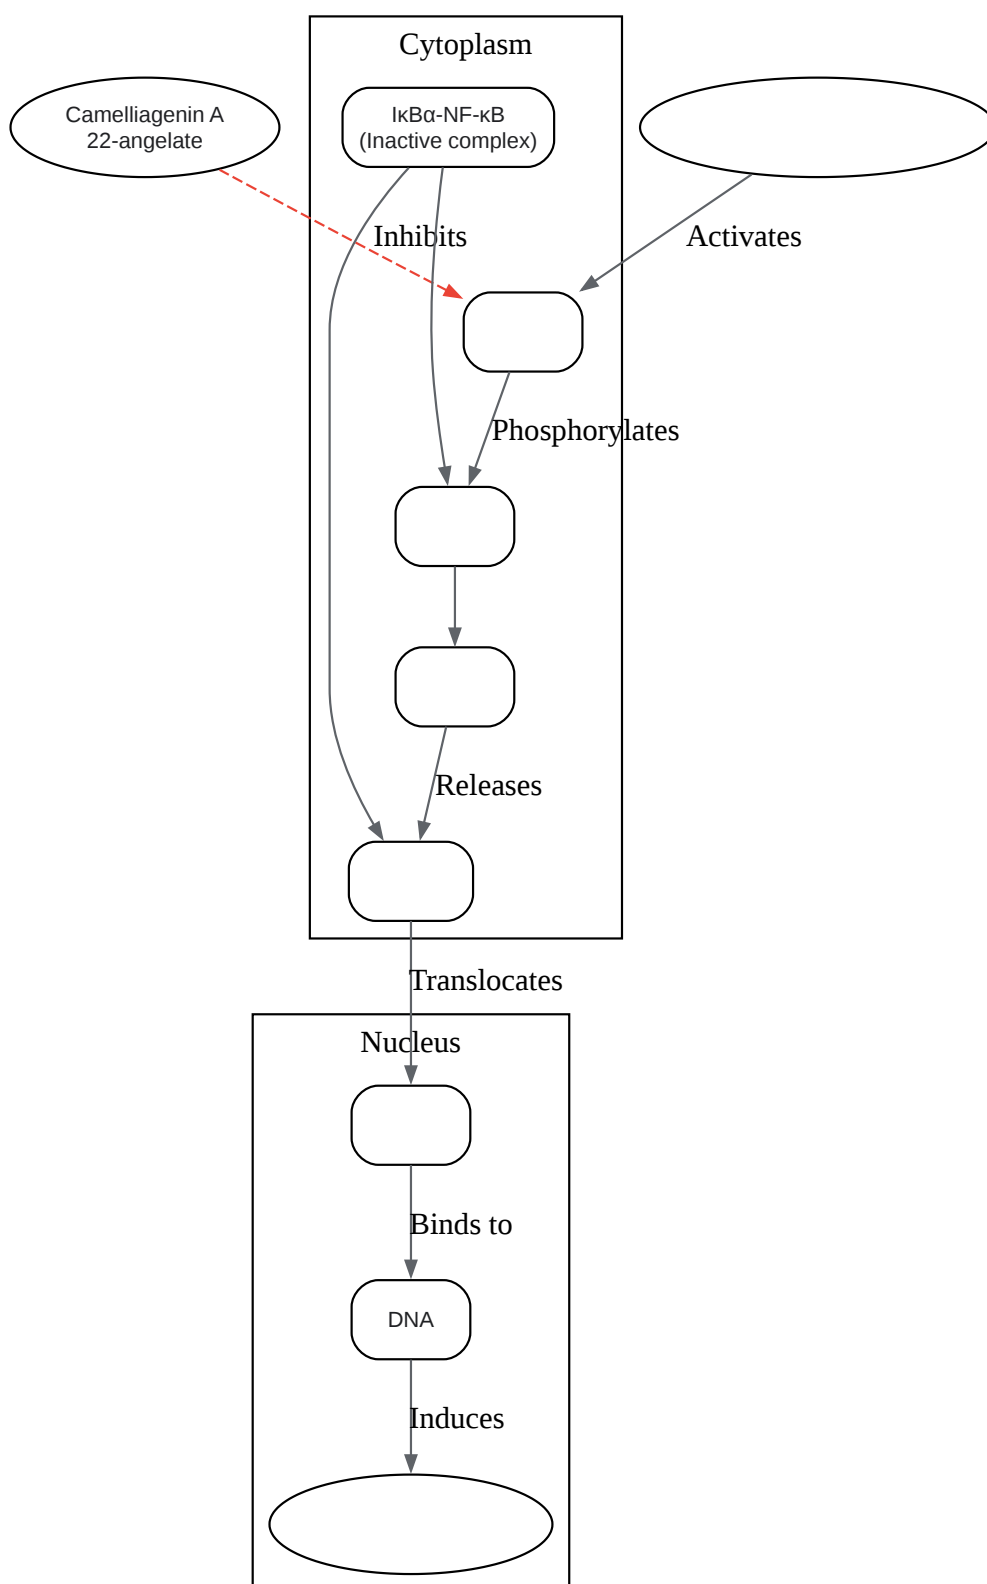 Cytoplasm
Camelliagenin A
22-angelate
IκBα-NF-κB
(Inactive complex)
Inhibits
Activates
Phosphorylates
Releases
Translocates
Nucleus
Binds to
DNA
Induces